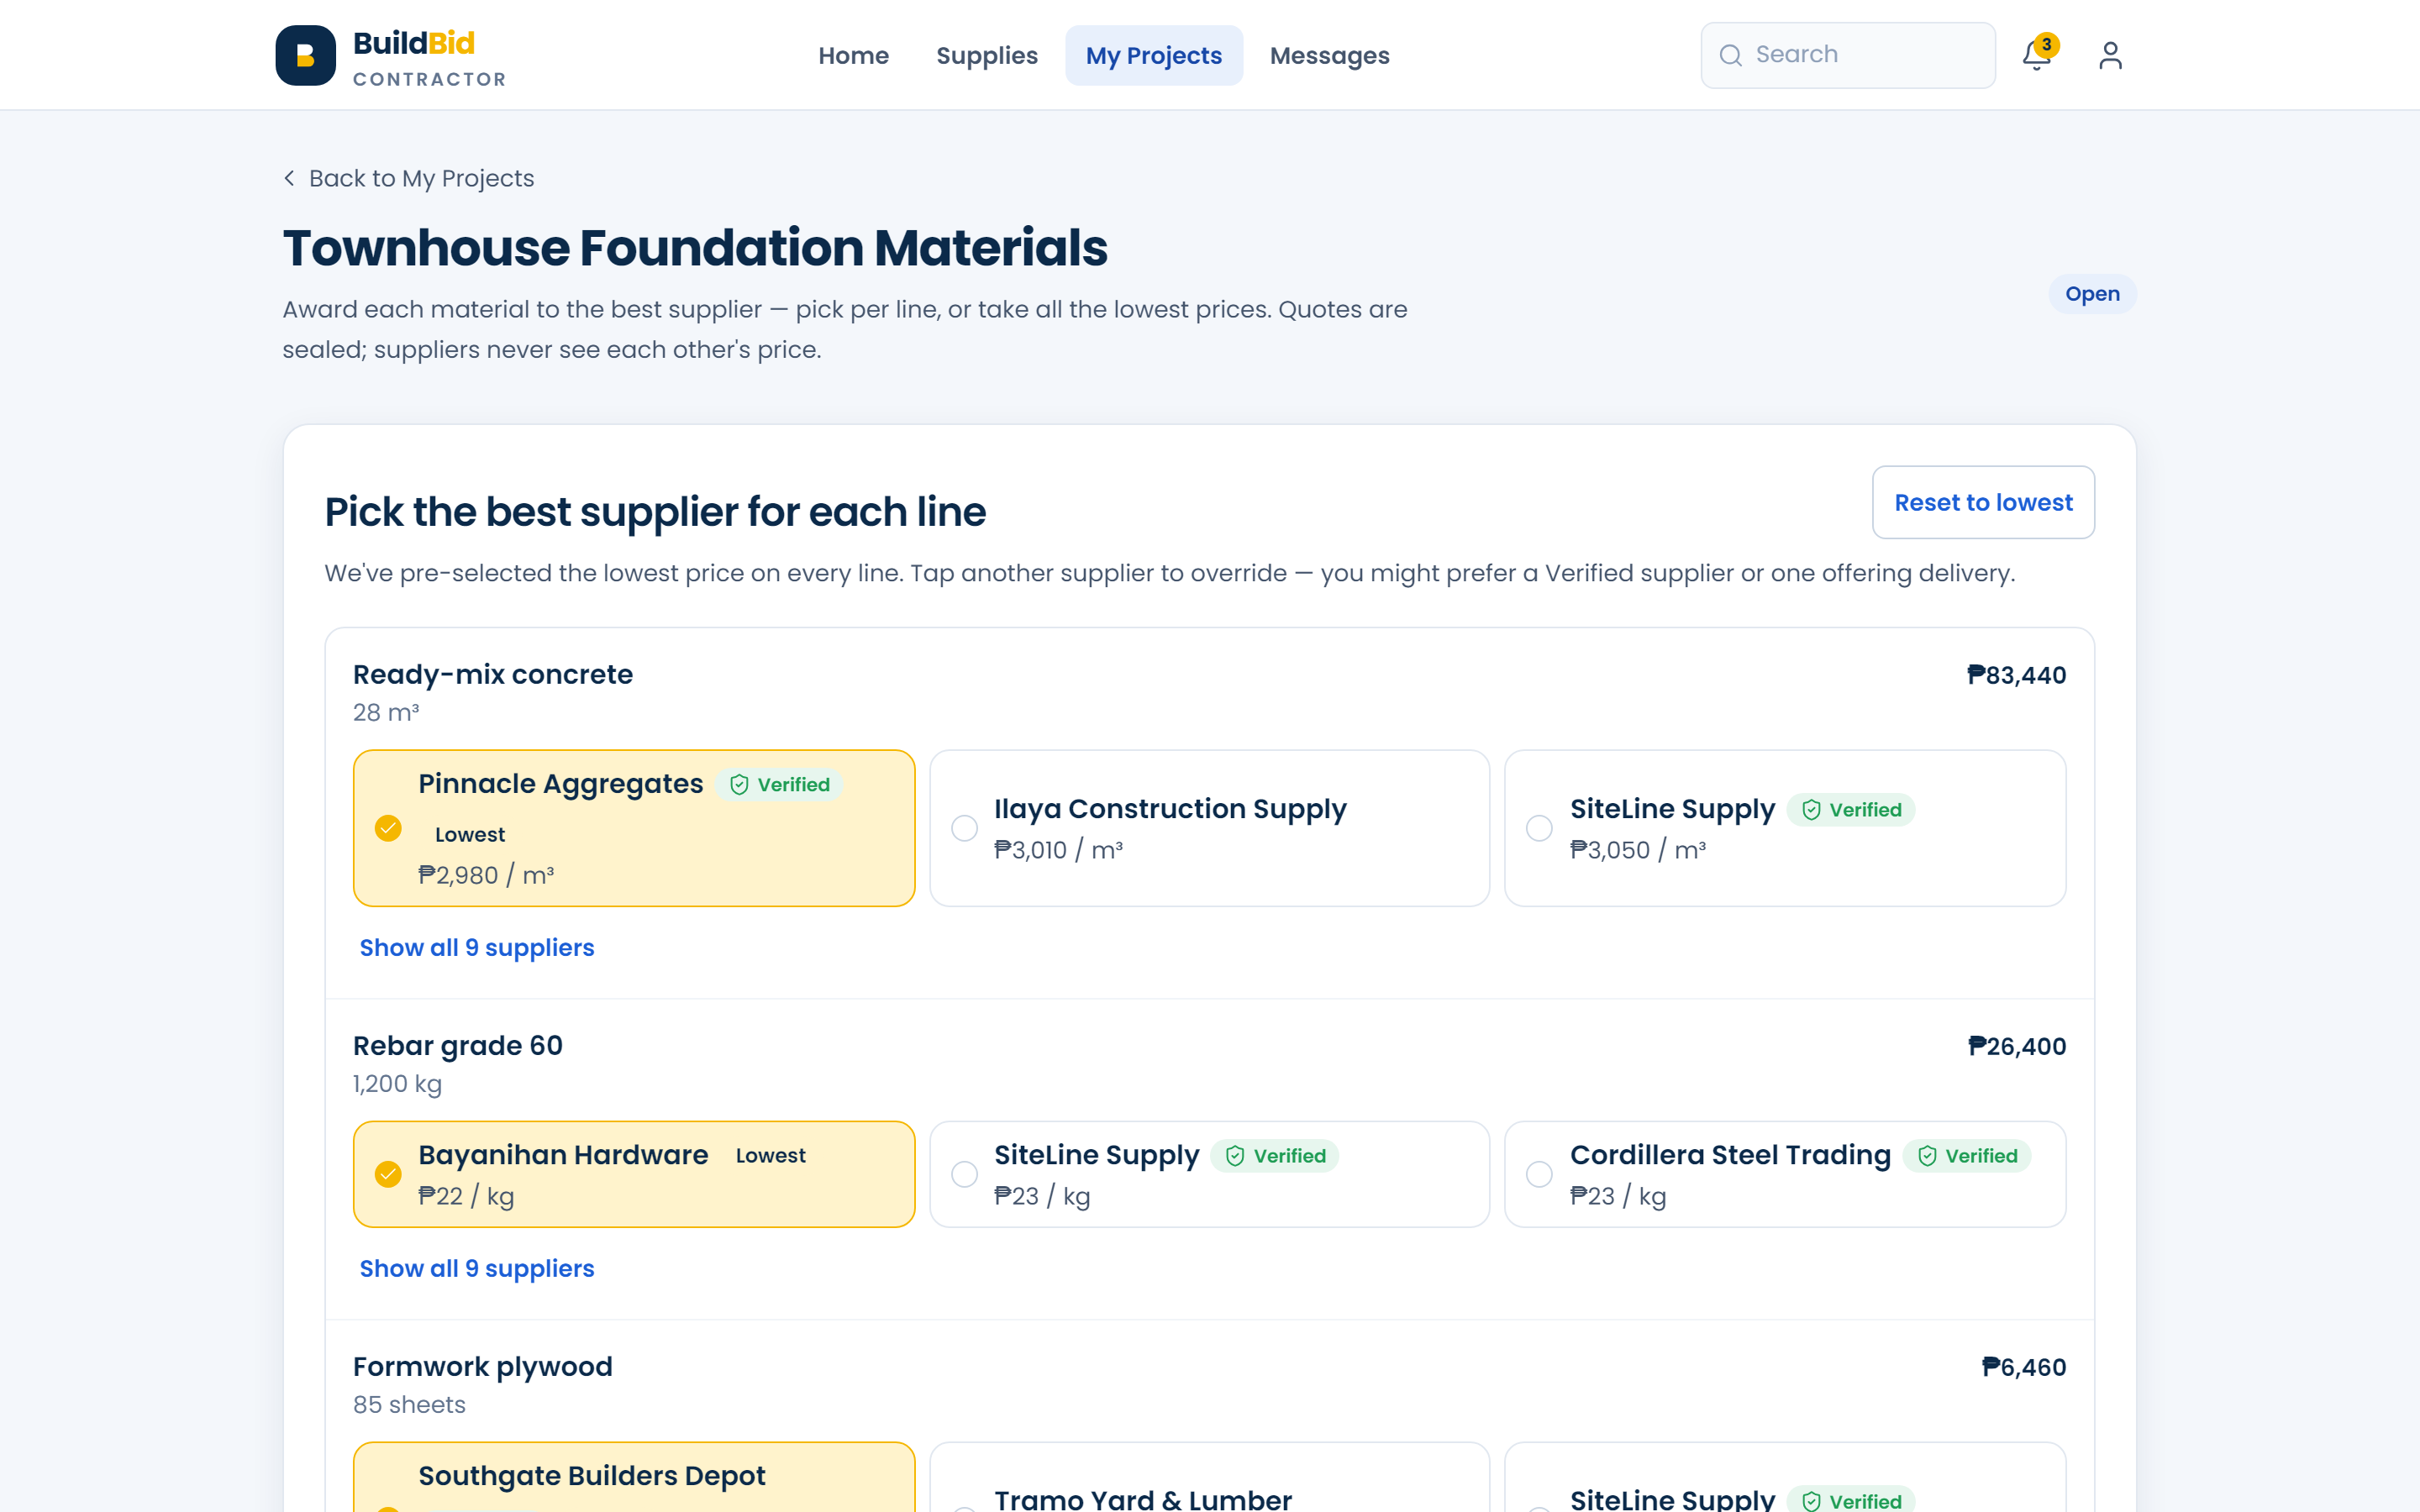 B
BuildBid
CONTRACTOR
Home
Supplies
My Projects
Messages
Search
3
Back to My Projects
Townhouse Foundation Materials
Award each material to the best supplier — pick per line, or take all the lowest prices. Quotes are
sealed; suppliers never see each other's price.
Open
Pick the best supplier for each line
Reset to lowest
We've pre-selected the lowest price on every line. Tap another supplier to override — you might prefer a Verified supplier or one offering delivery.
Ready-mix concrete
₱83,440
28 m³
Pinnacle Aggregates Verified
Lowest
₱2,980 / m³
Ilaya Construction Supply
₱3,010 / m³
SiteLine Supply Verified
₱3,050 / m³
Show all 9 suppliers
Rebar grade 60
₱26,400
1,200 kg
Bayanihan Hardware Lowest
₱22 / kg
SiteLine Supply Verified
₱23 / kg
Cordillera Steel Trading Verified
₱23 / kg
Show all 9 suppliers
Formwork plywood
₱6,460
85 sheets
Southgate Builders Depot
Tramo Yard & Lumber
SiteLine Supply Verified